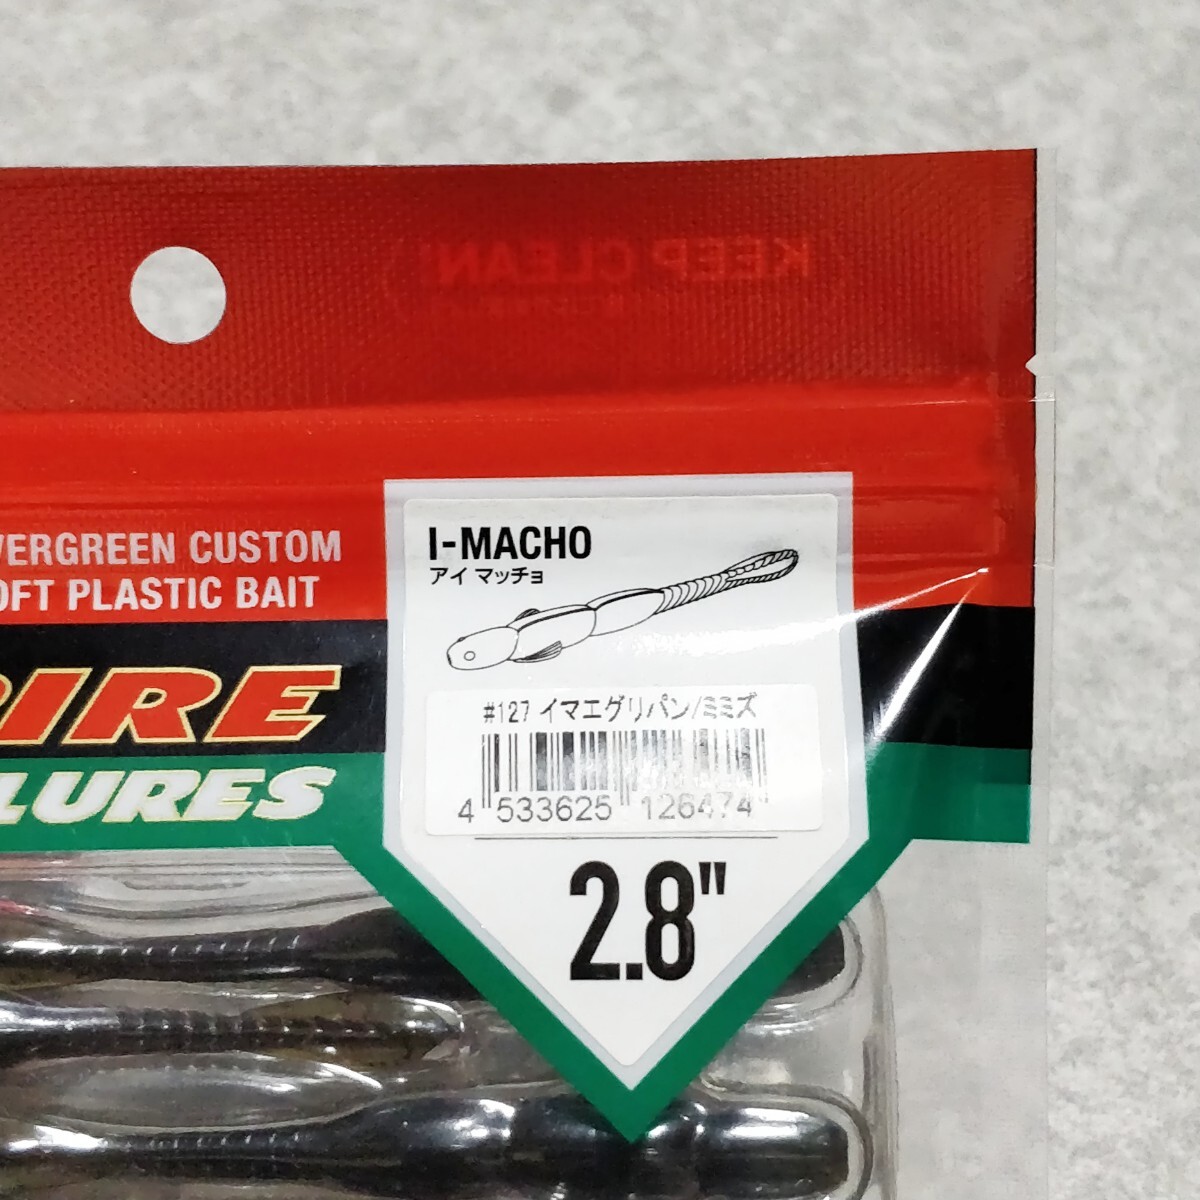 KEEP CLEAN!
VERGREEN CUSTOM
OFT PLASTIC BAIT
PIRE
LURES
I-MACHO
アイ マッチョ
#127 イマエグリパン/ミミズ
4 533625 126474
2.8"